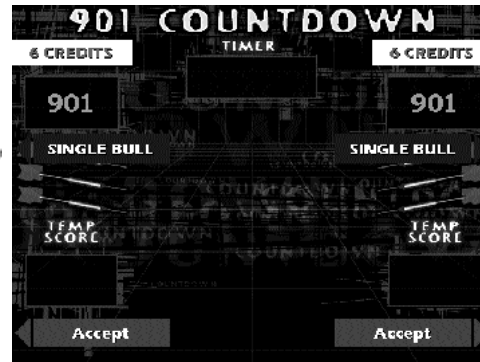 901 COUNTDOWN
6 CREDITS
TIMER
6 CREDITS
901
901
SINGLE BULL
SINGLE BULL
TEMP
SCORE
TEMP
SCORE
Accept
Accept